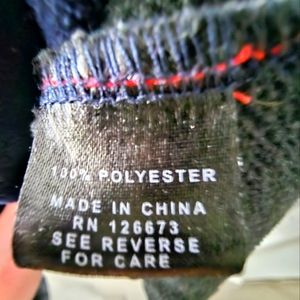 100% POLYESTER
MADE IN CHINA
RN 126673
SEE REVERSE
FOR CARE